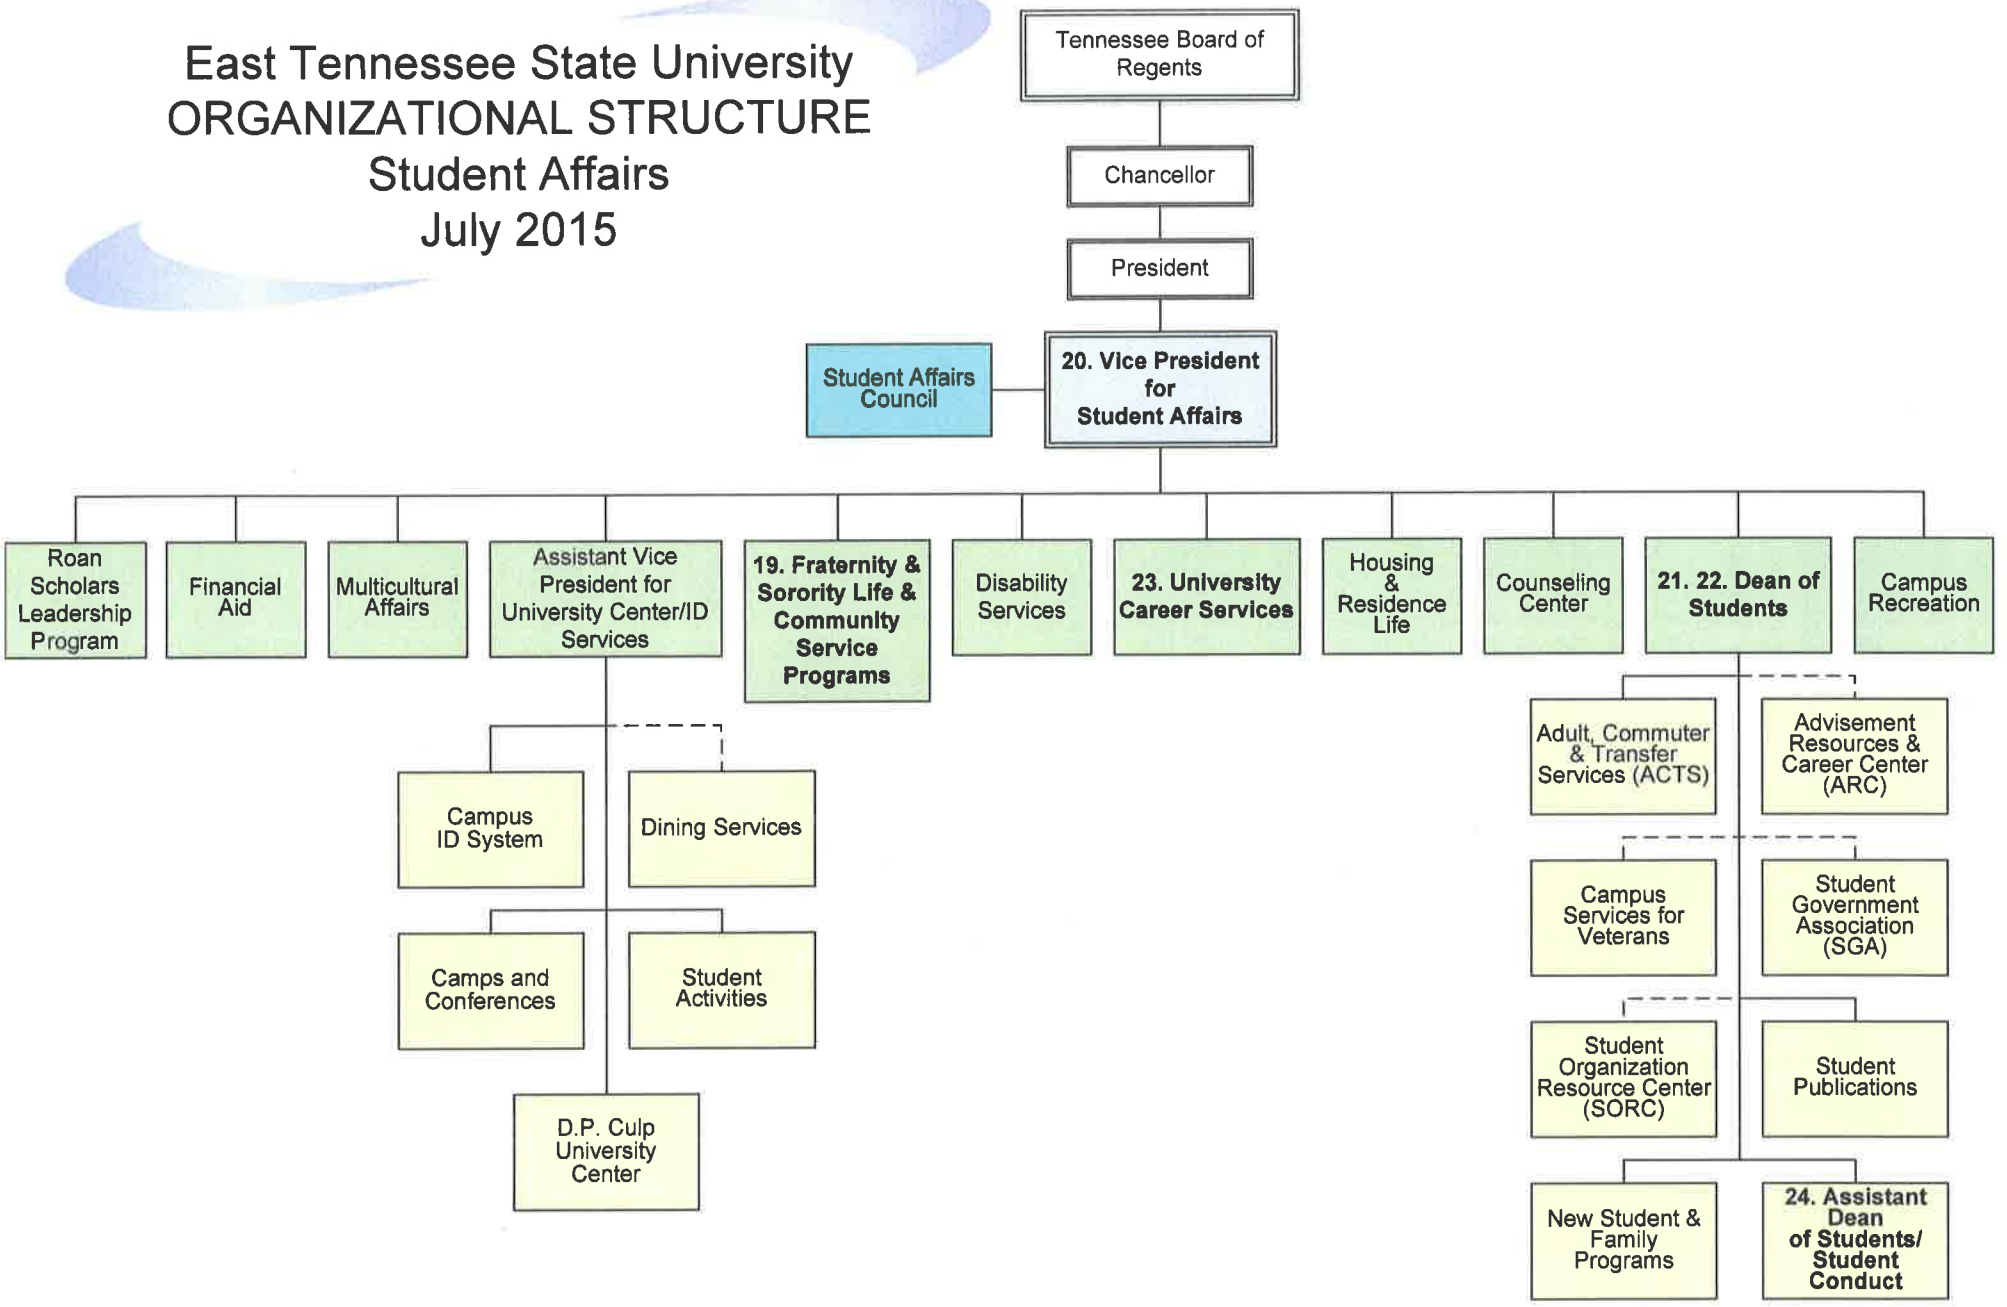 East Tennessee State University
ORGANIZATIONAL STRUCTURE
Student Affairs
July 2015
Tennessee Board of
Regents
Chancellor
President
Student Affairs
Council
20. Vice President
for
Student Affairs
Roan
Scholars
Leadership
Program
Financial
Aid
Multicultural
Affairs
Assistant Vice
President for
University Center/ID
Services
19. Fraternity &
Sorority Life &
Community
Service
Programs
Disability
Services
23. University
Career Services
Housing
&
Residence
Life
Counseling
Center
21. 22. Dean of
Students
Campus
Recreation
Campus
ID System
Dining Services
Camps and
Conferences
Student
Activities
D.P. Culp
University
Center
Adult, Commuter
& Transfer
Services (ACTS)
Advisement
Resources &
Career Center
(ARC)
Campus
Services for
Veterans
Student
Government
Association
(SGA)
Student
Organization
Resource Center
(SORC)
Student
Publications
New Student &
Family
Programs
24. Assistant
Dean
of Students/
Student
Conduct